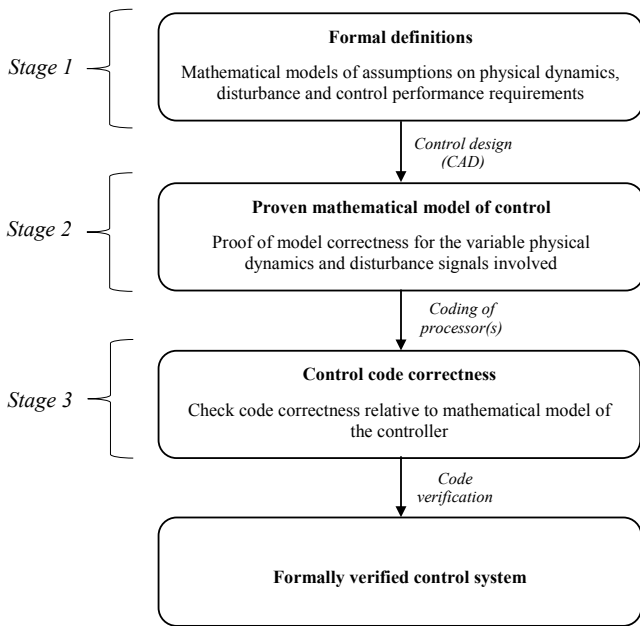 Stage 1
Formal definitions
Mathematical models of assumptions on physical dynamics,
disturbance and control performance requirements
Control design
(CAD)
Stage 2
Proven mathematical model of control
Proof of model correctness for the variable physical
dynamics and disturbance signals involved
Coding of
processor(s)
Stage 3
Control code correctness
Check code correctness relative to mathematical model of
the controller
Code
verification
Formally verified control system